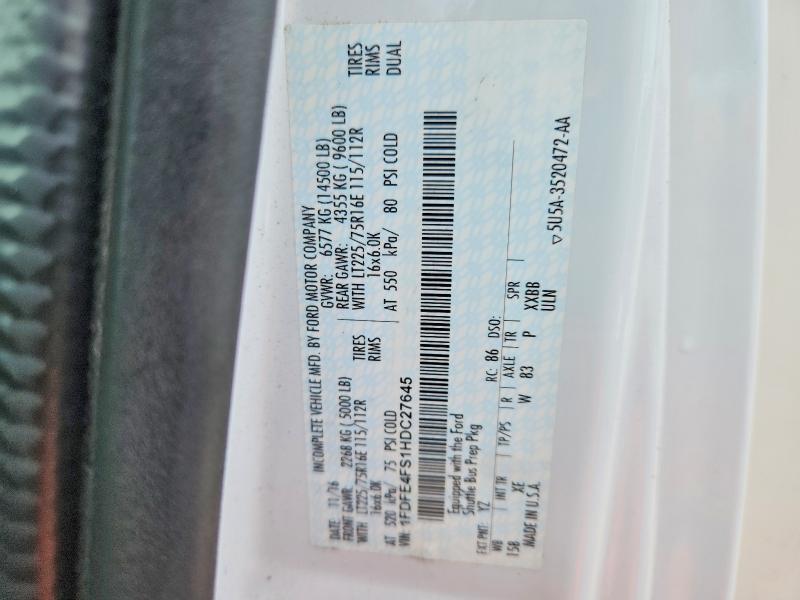 INCOMPLETE VEHICLE MFD. BY FORD MOTOR COMPANY
DATE: 11/16 GVWR: 6577 KG (14500 LB)
FRONT GAWR: 2268 KG (5000 LB) REAR GAWR: 4355 KG (9600 LB)
WITH LT225/75R16E 115/112R TIRES WITH LT225/75R16E 115/112R TIRES
16x6.0K RIMS 16x6.0K RIMS
AT 520 kPa/ 75 PSI COLD AT 550 kPa/ 80 PSI COLD DUAL
VIN: 1FDFE4FS1HDC27645
Equipped with the Ford
Shuttle Bus Prep Pkg
EXT PNT: YZ RC: 86 DSO:
WB INT TR TP/PS R AXLE TR SPR
158 XE W 83 P XXBB
MADE IN U.S.A. ULN
▽5U5A-3520472-AA